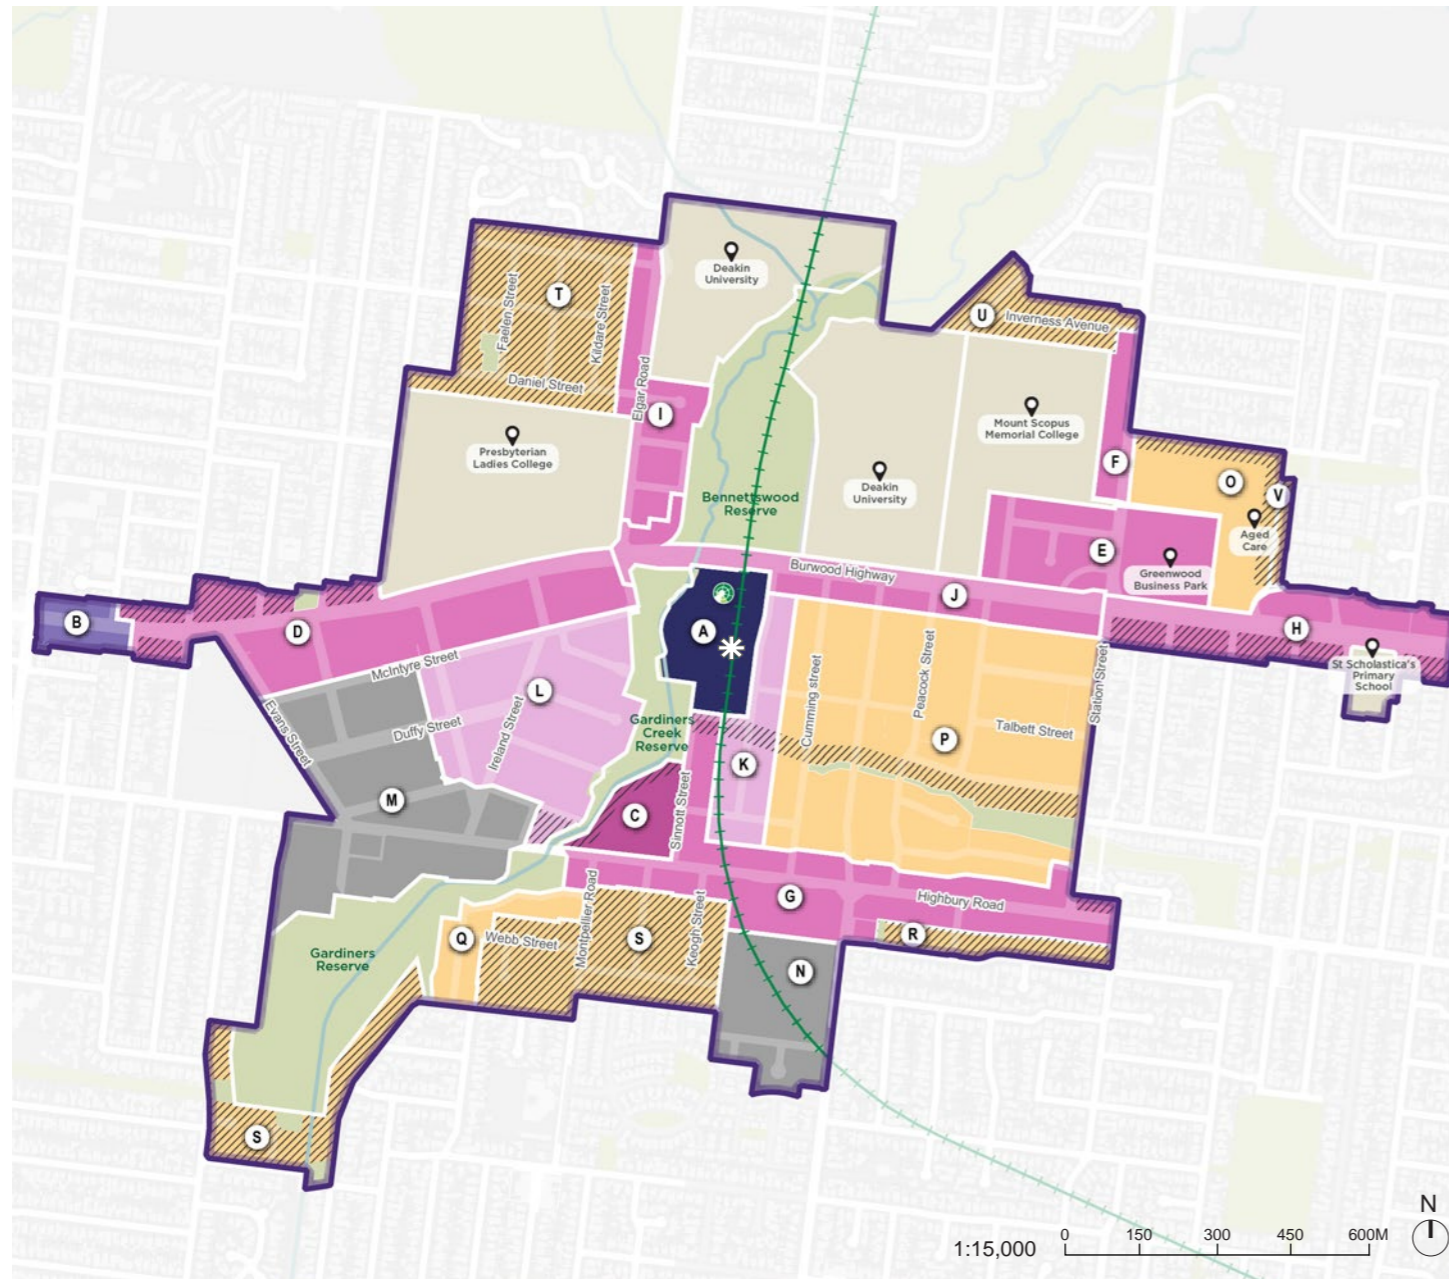 Deakin
University
T
Faelen Street
Kildare Street
Daniel Street
U
Inverness Avenue
Elgar Road
I
Presbyterian
Ladies College
Mount Scopus
Memorial College
Deakin
University
F
O
V
Aged
Care
Bennettswood
Reserve
E
Greenwood
Business Park
Burwood Highway
J
B
D
A
H
St Scholastica's
Primary
School
McIntyre Street
L
Evans Street
Duffy Street
Ireland Street
Gardiners
Creek
Reserve
Cumming street
Peacock Street
Talbett Street
Station Street
P
K
M
C
Sinnott Street
G
Highbury Road
Montpellier Road
Keogh Street
Q
Webb Street
S
R
Gardiners
Reserve
N
S
N
1:15,000
0 150 300 450 600M